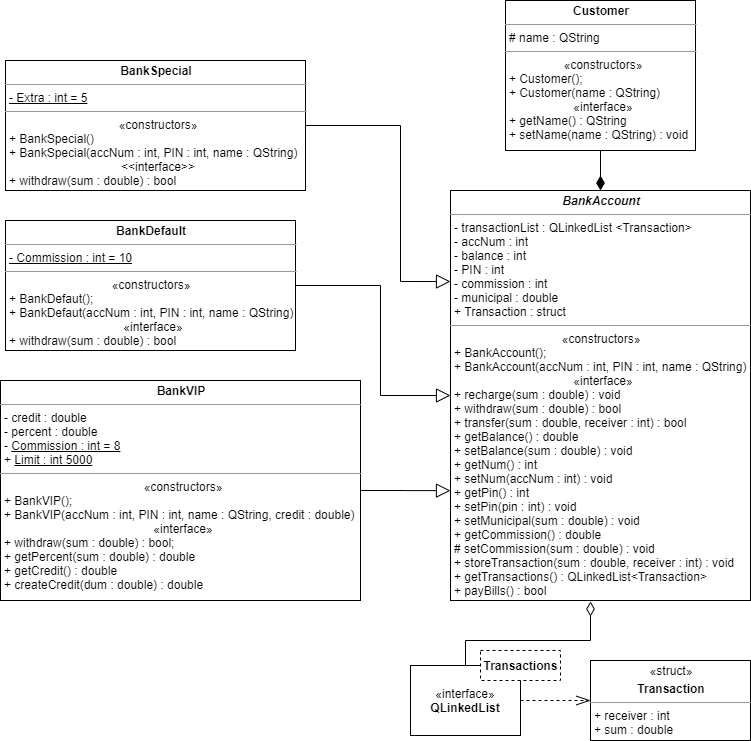 Customer
# name : QString
«constructors»
+ Customer();
+ Customer(name : QString)
«interface»
+ getName() : QString
+ setName(name : QString) : void
BankSpecial
- Extra : int = 5
«constructors»
+ BankSpecial()
+ BankSpecial(accNum : int, PIN : int, name : QString)
<<interface>>
+ withdraw(sum : double) : bool
BankDefault
- Commission : int = 10
«constructors»
+ BankDefaut();
+ BankDefaut(accNum : int, PIN : int, name : QString)
«interface»
+ withdraw(sum : double) : bool
BankVIP
- credit : double
- percent : double
- Commission : int = 8
+ Limit : int 5000
«constructors»
+ BankVIP();
+ BankVIP(accNum : int, PIN : int, name : QString, credit : double)
«interface»
+ withdraw(sum : double) : bool;
+ getPercent(sum : double) : double
+ getCredit() : double
+ createCredit(dum : double) : double
BankAccount
- transactionList : QLinkedList <Transaction>
- accNum : int
- balance : int
- PIN : int
- commission : int
- municipal : double
+ Transaction : struct
«constructors»
+ BankAccount();
+ BankAccount(accNum : int, PIN : int, name : QString)
«interface»
+ recharge(sum : double) : void
+ withdraw(sum : double) : bool
+ transfer(sum : double, receiver : int) : bool
+ getBalance() : double
+ setBalance(sum : double) : void
+ getNum() : int
+ setNum(accNum : int) : void
+ getPin() : int
+ setPin(pin : int) : void
+ setMunicipal(sum : double) : void
+ getCommission() : double
# setCommission(sum : double) : void
+ storeTransaction(sum : double, receiver : int) : void
+ getTransactions() : QLinkedList<Transaction>
+ payBills() : bool
Transactions
«interface»
QLinkedList
«struct»
Transaction
+ receiver : int
+ sum : double